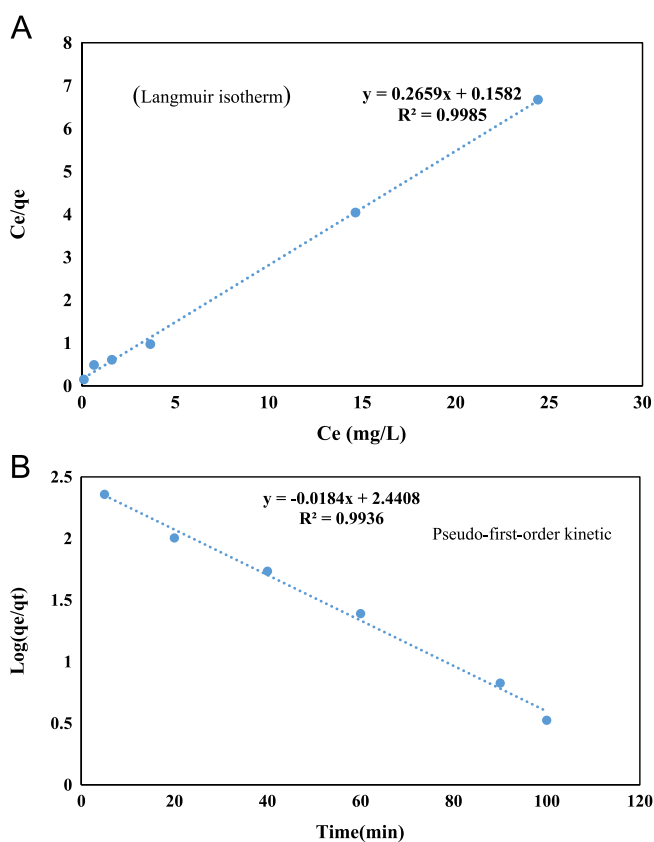 A
8
7
6
5
4
3
2
1
0
Ce/qe
(Langmuir isotherm)
y = 0.2659x + 0.1582
R² = 0.9985
0 5 10 15 20 25 30
Ce (mg/L)
B
2.5
2
1.5
1
0.5
0
Log(qe/qt)
y = -0.0184x + 2.4408
R² = 0.9936
Pseudo-first-order kinetic
0 20 40 60 80 100 120
Time(min)